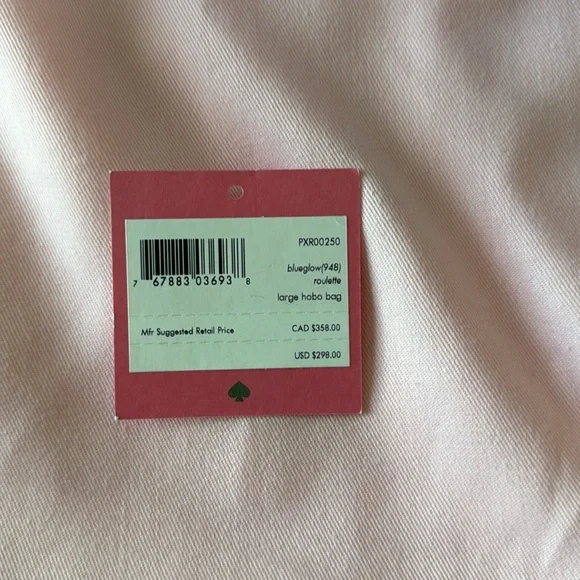 PXR00250
blueglow(948)
roulette
large hobo bag
7 67883 03693 8
Mfr Suggested Retail Price CAD $358.00
USD $298.00